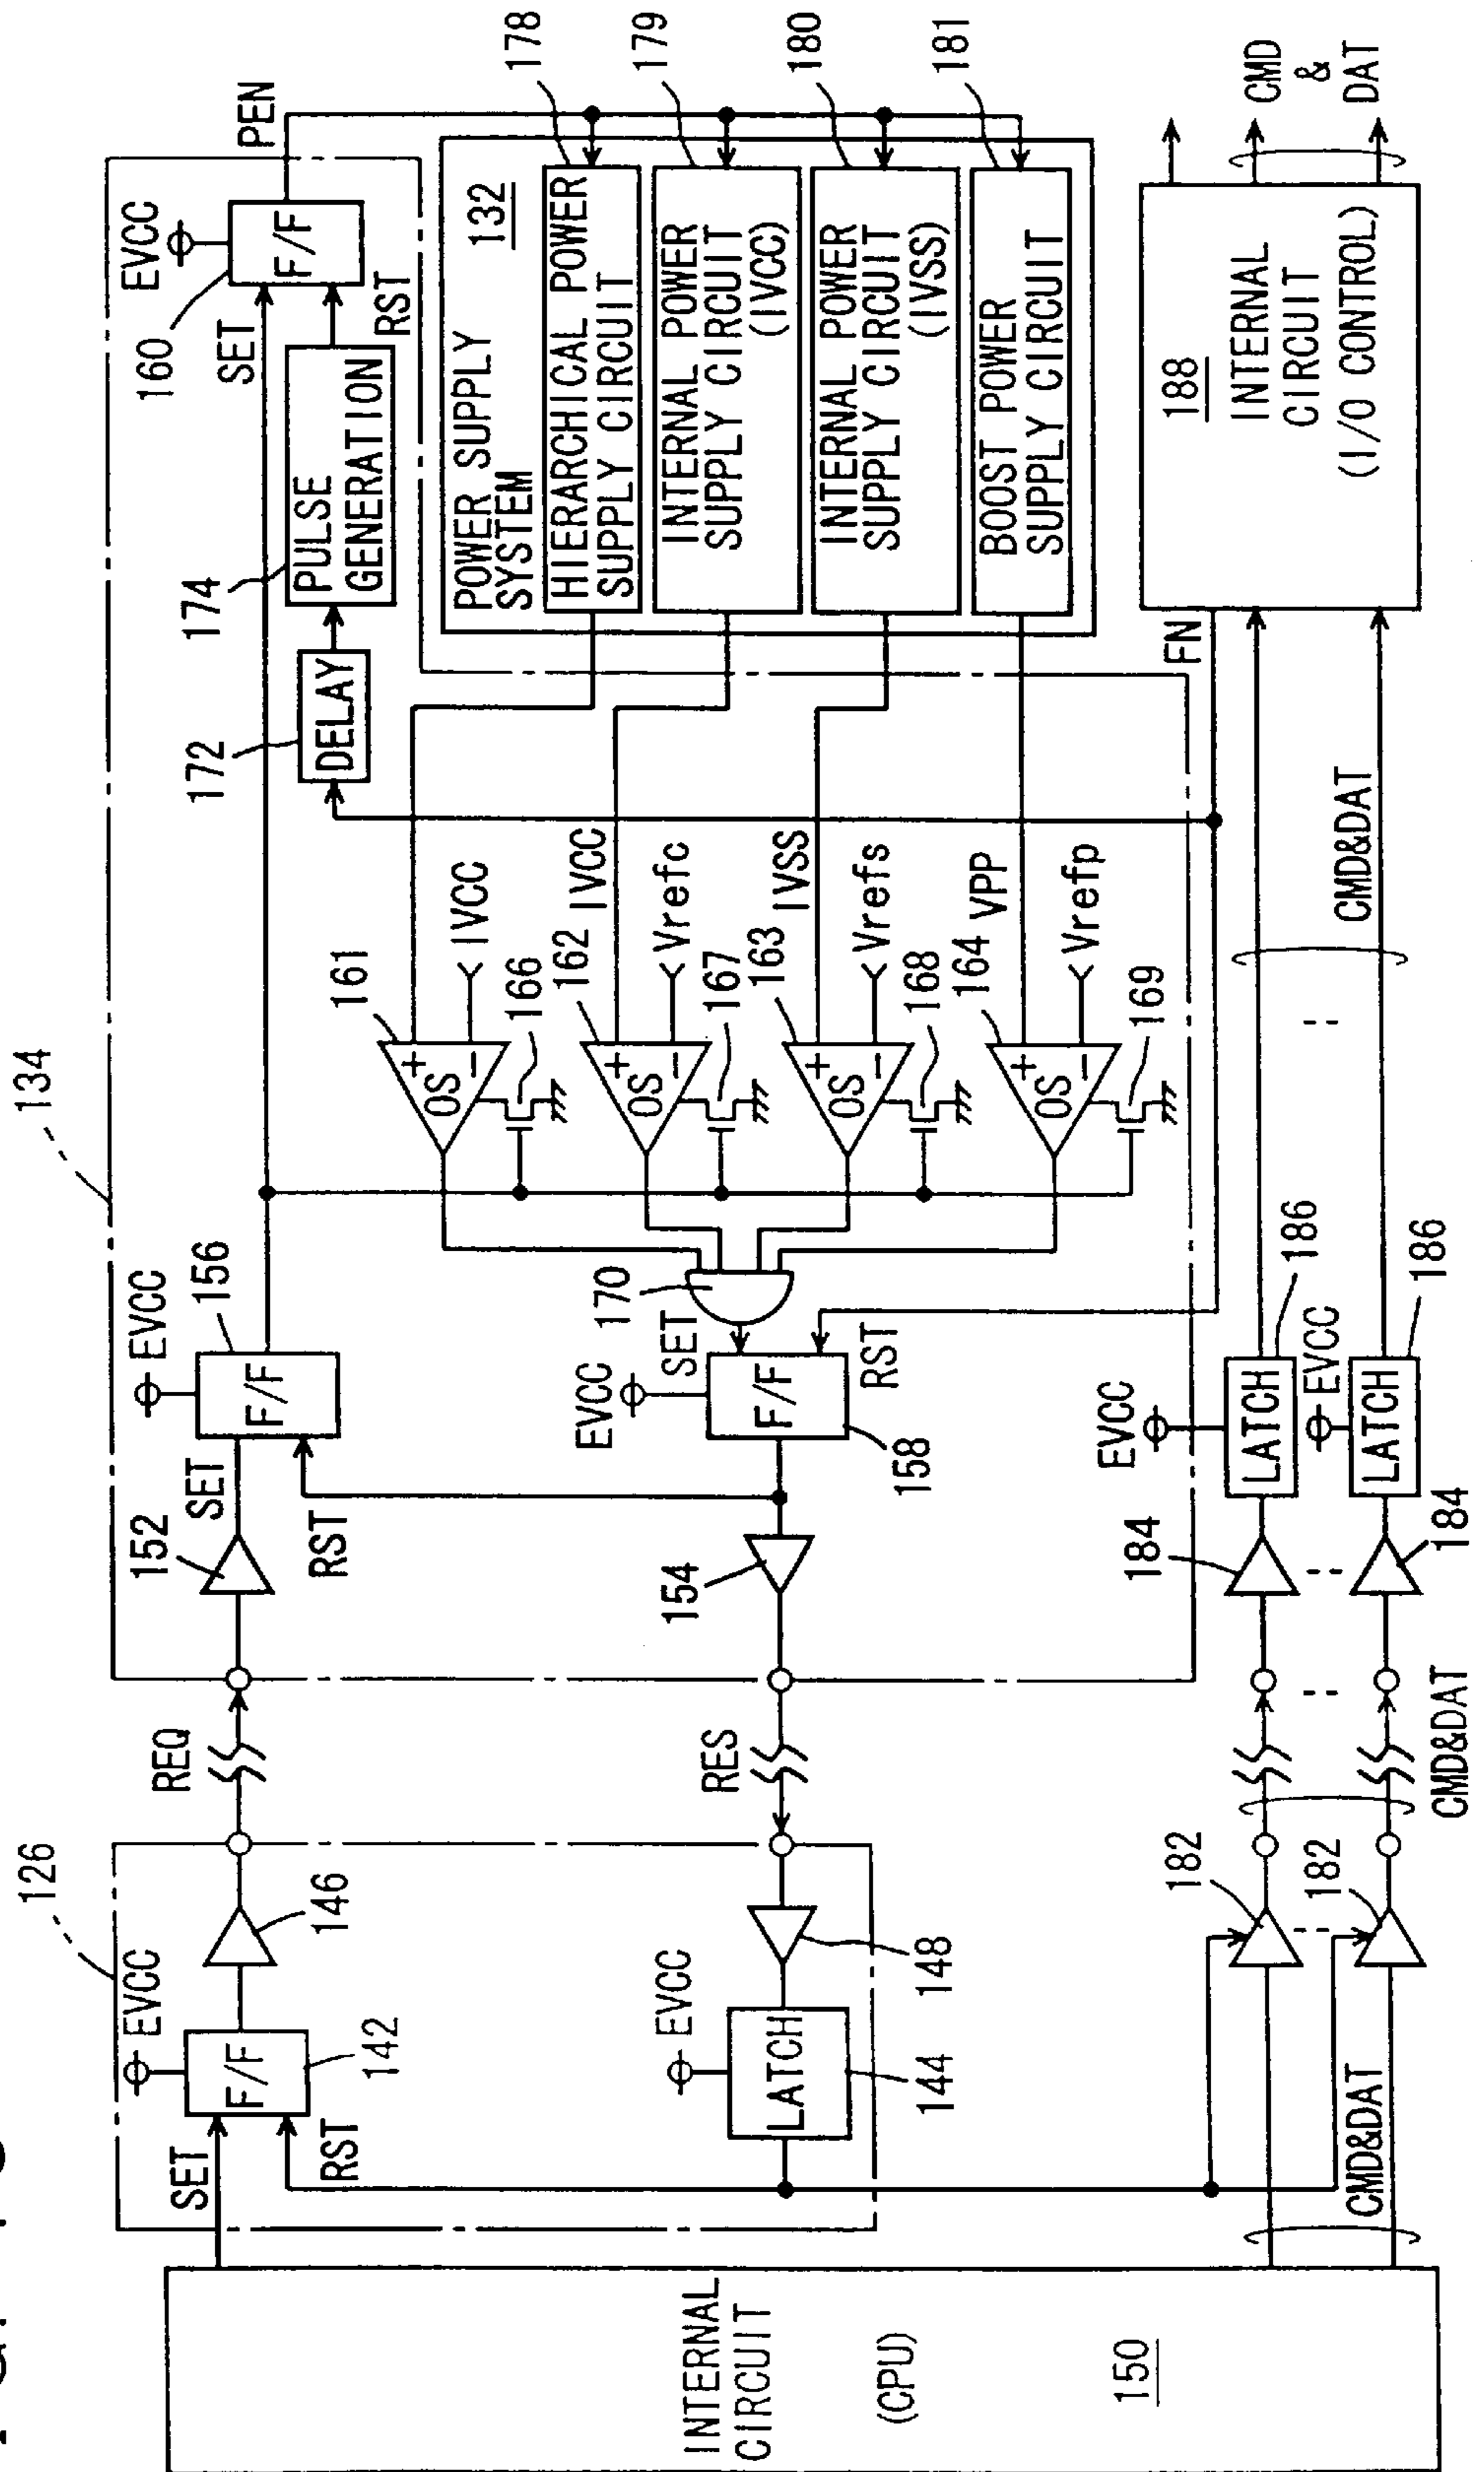 134
126
EVCC
142
F/F
SET
RST
146
REQ
152
SET
RST
EVCC
156
F/F
EVCC
160
F/F
SET
RST
PEN
174
PULSE
GENERATION
172
DELAY
132
POWER SUPPLY
SYSTEM
HIERARCHICAL POWER
SUPPLY CIRCUIT
178
INTERNAL POWER
SUPPLY CIRCUIT
(IVCC)
179
INTERNAL POWER
SUPPLY CIRCUIT
(IVSS)
180
BOOST POWER
SUPPLY CIRCUIT
181
161
+
OS
-
IVCC
166
162
IVCC
+
OS
-
Vrefc
167
163
IVSS
+
OS
-
Vrefs
168
164
VPP
+
OS
-
Vrefp
169
170
SET
RST
EVCC
F/F
158
154
RES
148
EVCC
LATCH
144
INTERNAL
CIRCUIT
(CPU)
150
CMD&DAT
182
182
CMD&DAT
184
184
EVCC
LATCH
186
EVCC
LATCH
186
CMD&DAT
FN
188
INTERNAL
CIRCUIT
(I/O CONTROL)
CMD
&
DAT